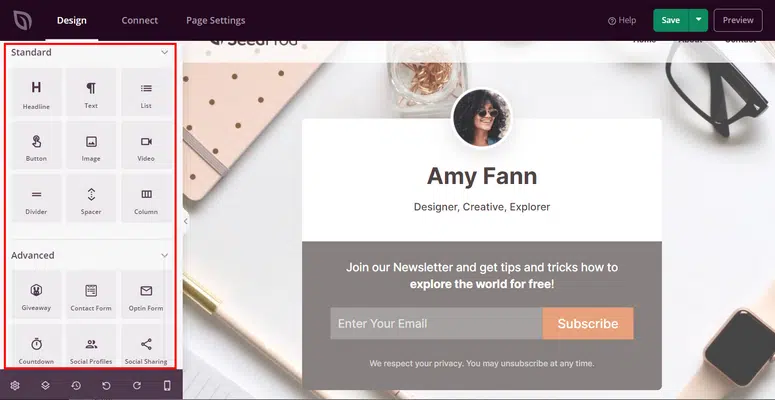 Design
Connect
Page Settings
Help
Save
Preview
Standard
Headline
Text
List
Button
Image
Video
Divider
Spacer
Column
Advanced
Giveaway
Contact Form
Optin Form
Countdown
Social Profiles
Social Sharing
SeedProd
Home
About
Contact
Amy Fann
Designer, Creative, Explorer
Join our Newsletter and get tips and tricks how to
explore the world for free!
Enter Your Email
Subscribe
We respect your privacy. You may unsubscribe at any time.